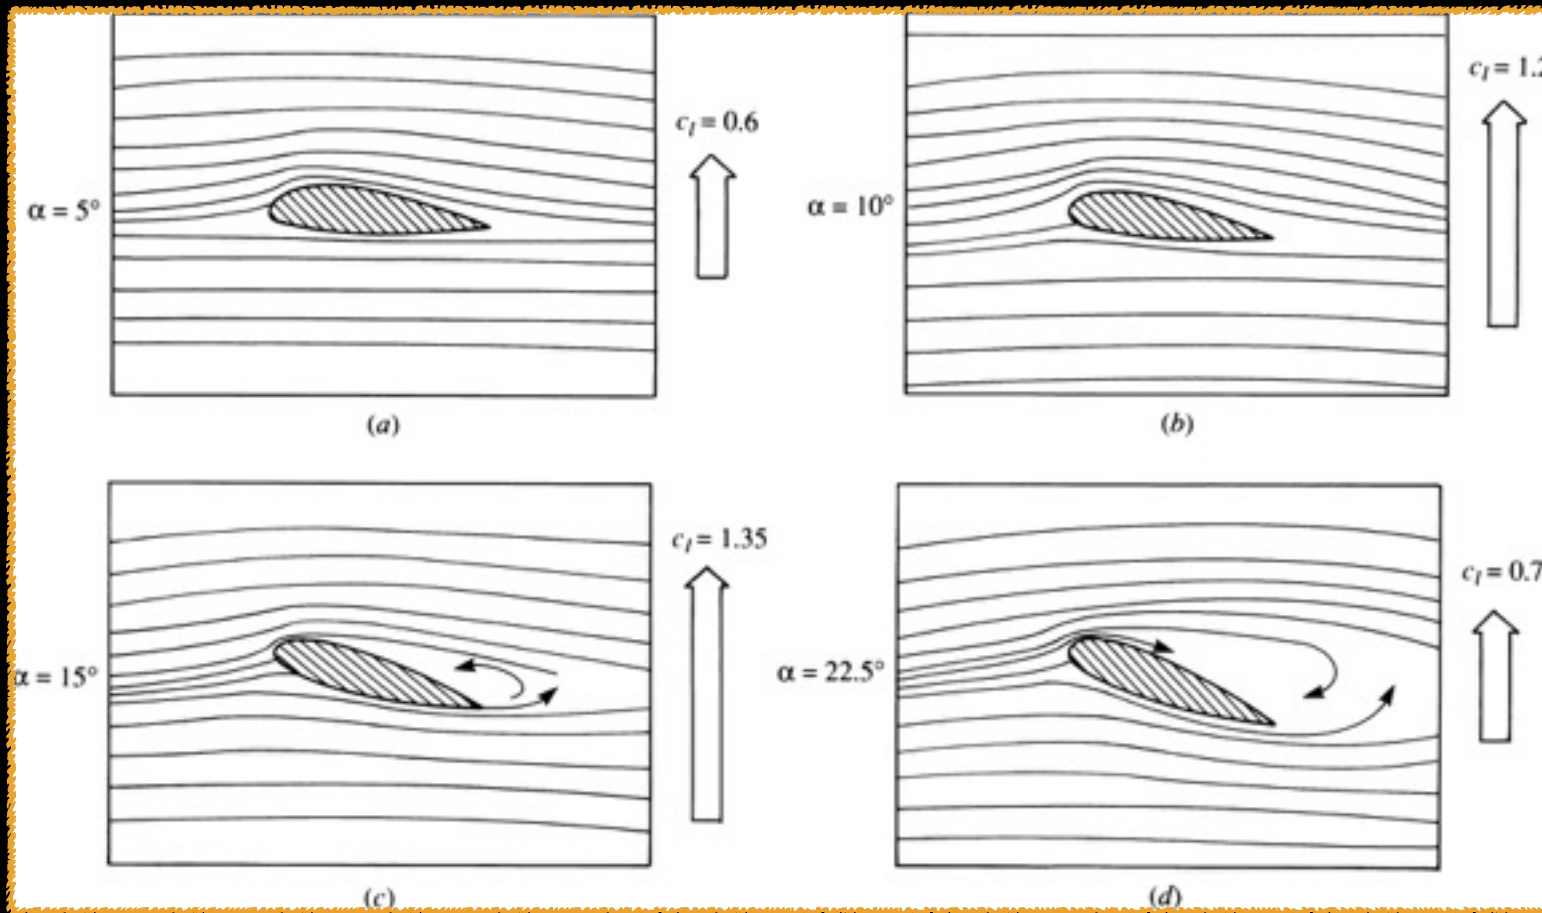 c_l = 0.6
α = 5°
(a)
c_l = 1.2
α = 10°
(b)
c_l = 1.35
α = 15°
(c)
c_l = 0.7
α = 22.5°
(d)